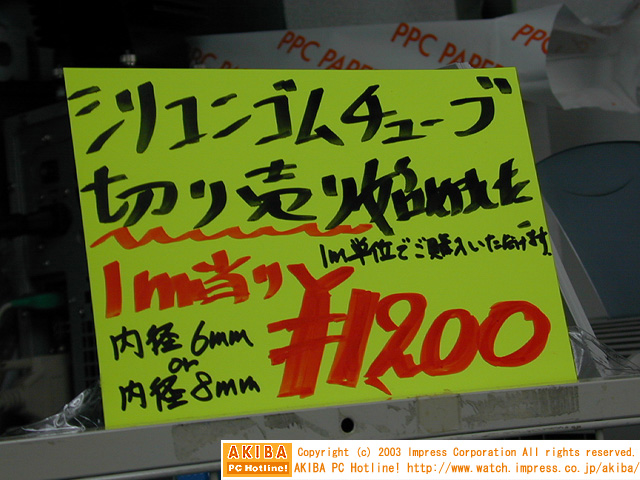 PPC PAPER
PPC PAPER
PPC PAPE
シリコンゴムチューブ
切り売り始めました
1m単位でご購入いただけます。
1m当り
¥1200
内径6mm
or
内径8mm
AKIBA
PC Hotline!
Copyright (c) 2003 Impress Corporation All rights reserved.
AKIBA PC Hotline! http://www.watch.impress.co.jp/akiba/